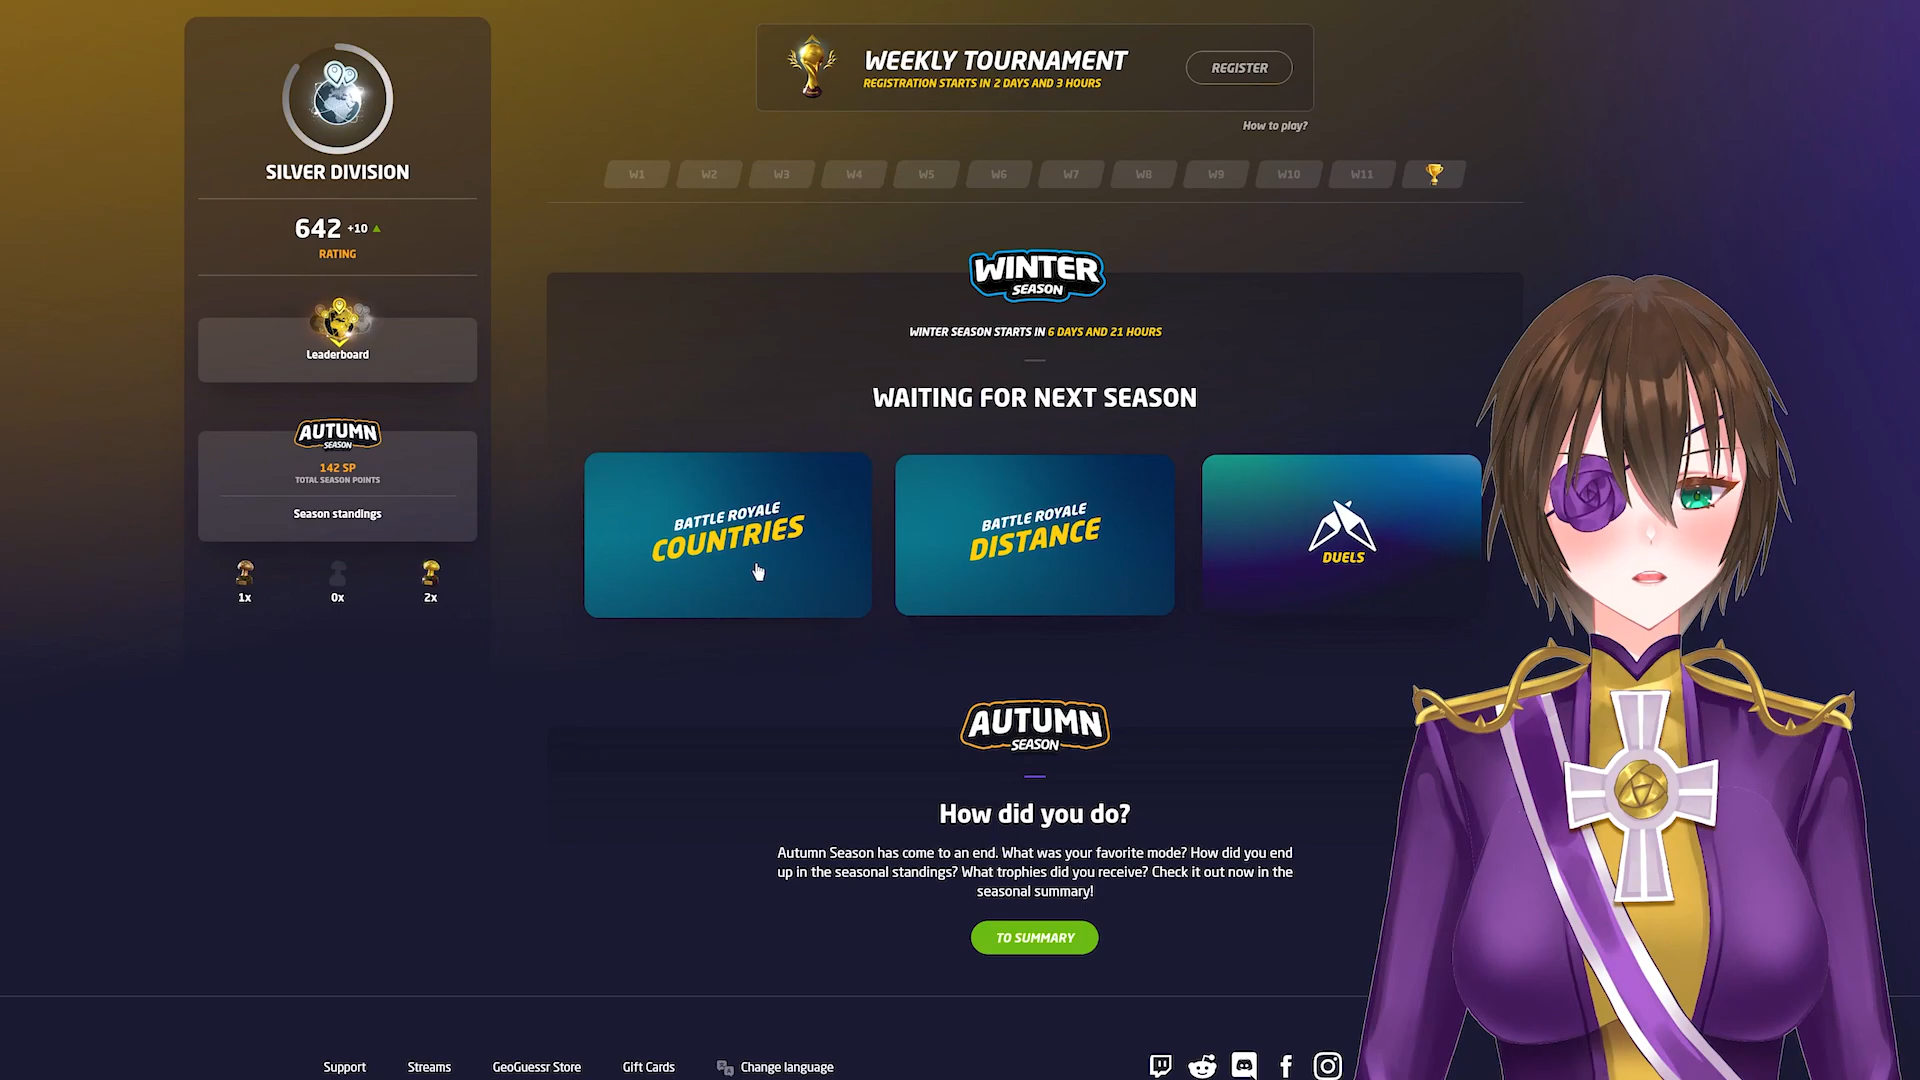 SILVER DIVISION
642 +10
RATING
Leaderboard
AUTUMN
SEASON
142 SP
TOTAL SEASON POINTS
Season standings
1x
0x
2x
WEEKLY TOURNAMENT
REGISTRATION STARTS IN 2 DAYS AND 3 HOURS
REGISTER
How to play?
W1 W2 W3 W4 W5 W6 W7 W8 W9 W10 W11
WINTER
SEASON
WINTER SEASON STARTS IN 6 DAYS AND 21 HOURS
WAITING FOR NEXT SEASON
BATTLE ROYALE
COUNTRIES
BATTLE ROYALE
DISTANCE
DUELS
AUTUMN
SEASON
How did you do?
Autumn Season has come to an end. What was your favorite mode? How did you end
up in the seasonal standings? What trophies did you receive? Check it out now in the
seasonal summary!
TO SUMMARY
Support
Streams
GeoGuessr Store
Gift Cards
Change language